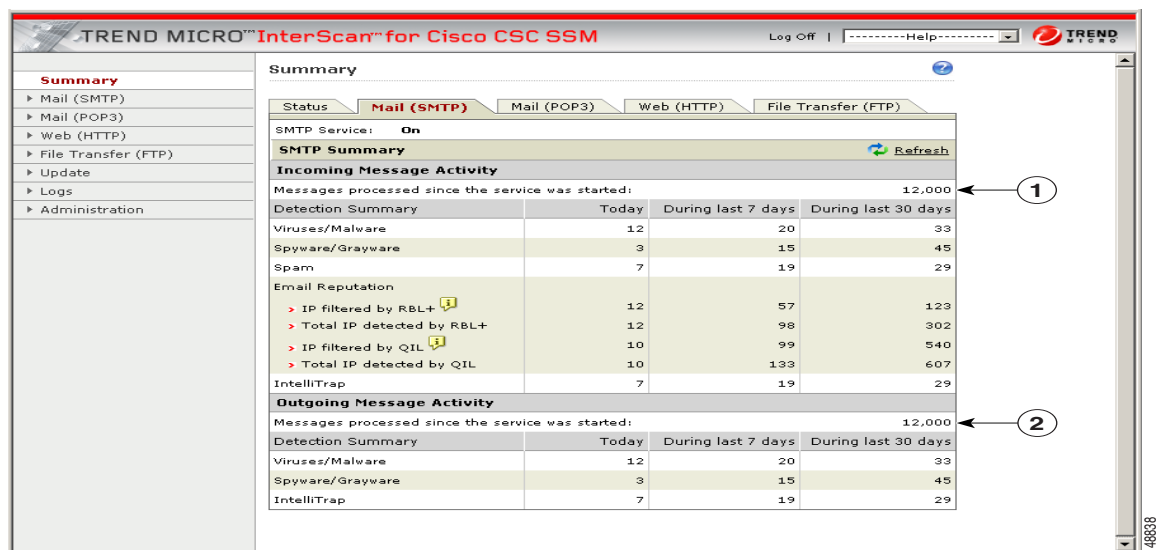 TREND MICRO™ InterScan™ for Cisco CSC SSM
Log Off | ---------Help---------
TREND MICRO
Summary
Mail (SMTP)
Mail (POP3)
Web (HTTP)
File Transfer (FTP)
Update
Logs
Administration
Summary
Status Mail (SMTP) Mail (POP3) Web (HTTP) File Transfer (FTP)
SMTP Service: On
SMTP Summary Refresh
Incoming Message Activity
Messages processed since the service was started: 12,000 1
Detection Summary Today During last 7 days During last 30 days
Viruses/Malware 12 20 33
Spyware/Grayware 3 15 45
Spam 7 19 29
Email Reputation
IP filtered by RBL+ 12 57 123
Total IP detected by RBL+ 12 98 302
IP filtered by QIL 10 99 540
Total IP detected by QIL 10 133 607
IntelliTrap 7 19 29
Outgoing Message Activity
Messages processed since the service was started: 12,000 2
Detection Summary Today During last 7 days During last 30 days
Viruses/Malware 12 20 33
Spyware/Grayware 3 15 45
IntelliTrap 7 19 29
48838